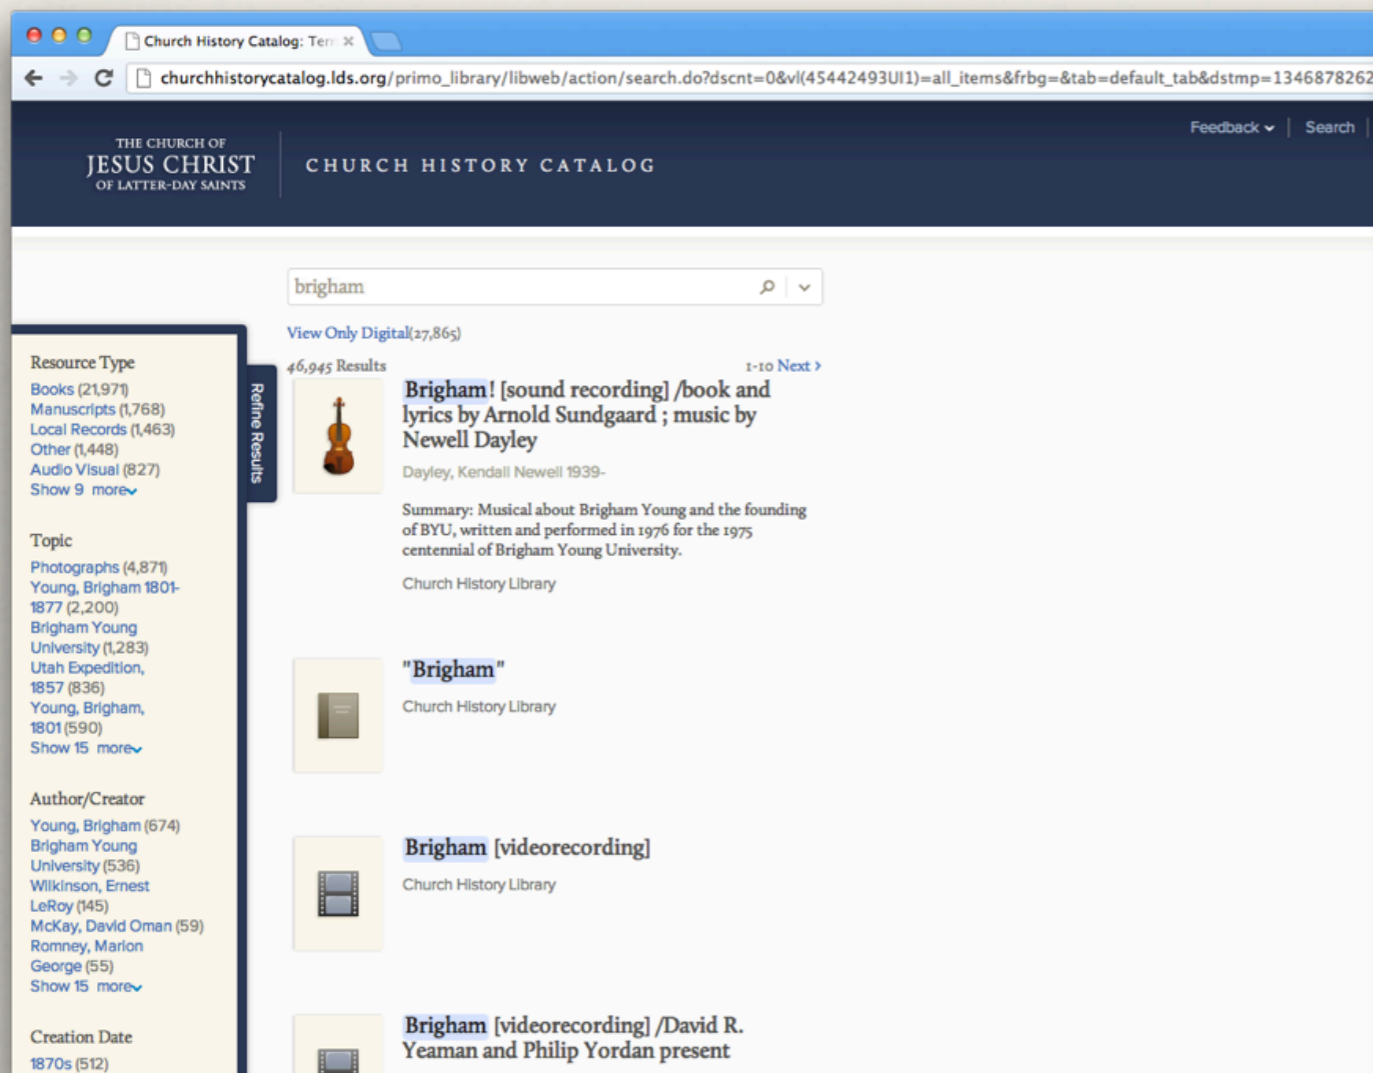 Church History Catalog: Ter
churchhistorycatalog.lds.org/primo_library/libweb/action/search.do?dscnt=0&vl(45442493UI1)=all_items&frbg=&tab=default_tab&dstmp=1346878262
Feedback | Search |
THE CHURCH OF
JESUS CHRIST
OF LATTER-DAY SAINTS
CHURCH HISTORY CATALOG
brigham
View Only Digital(27,865)
46,945 Results
1-10 Next >
Refine Results
Resource Type
Books (21,971)
Manuscripts (1,768)
Local Records (1,463)
Other (1,448)
Audio Visual (827)
Show 9 more
Topic
Photographs (4,871)
Young, Brigham 1801-
1877 (2,200)
Brigham Young
University (1,283)
Utah Expedition,
1857 (836)
Young, Brigham,
1801 (590)
Show 15 more
Author/Creator
Young, Brigham (674)
Brigham Young
University (536)
Wilkinson, Ernest
LeRoy (145)
McKay, David Oman (59)
Romney, Marion
George (55)
Show 15 more
Creation Date
1870s (512)
Brigham! [sound recording] /book and
lyrics by Arnold Sundgaard ; music by
Newell Dayley
Dayley, Kendall Newell 1939-
Summary: Musical about Brigham Young and the founding
of BYU, written and performed in 1976 for the 1975
centennial of Brigham Young University.
Church History Library
"Brigham"
Church History Library
Brigham [videorecording]
Church History Library
Brigham [videorecording] /David R.
Yeaman and Philip Yordan present